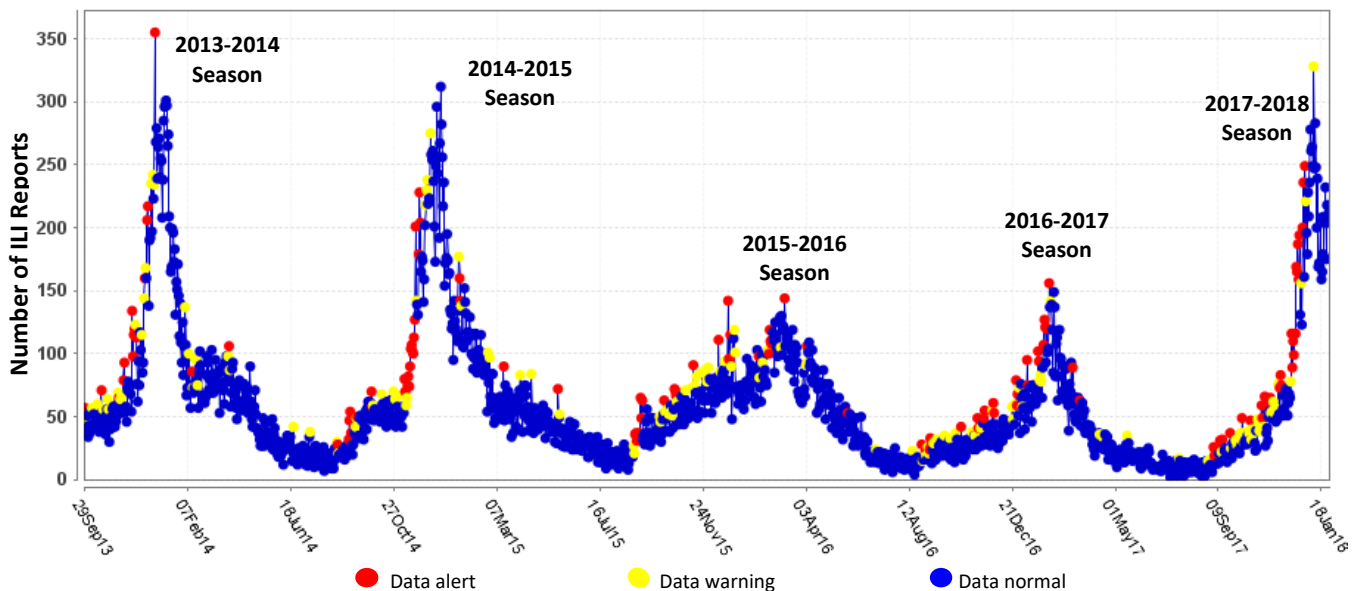 350
300
250
200
150
100
50
0
Number of ILI Reports
2013-2014
Season
2014-2015
Season
2015-2016
Season
2016-2017
Season
2017-2018
Season
29Sep13
07Feb14
18Jun14
27Oct14
07Mar15
16Jul15
24Nov15
03Apr16
12Aug16
21Dec16
01May17
09Sep17
18Jan18
Data alert
Data warning
Data normal